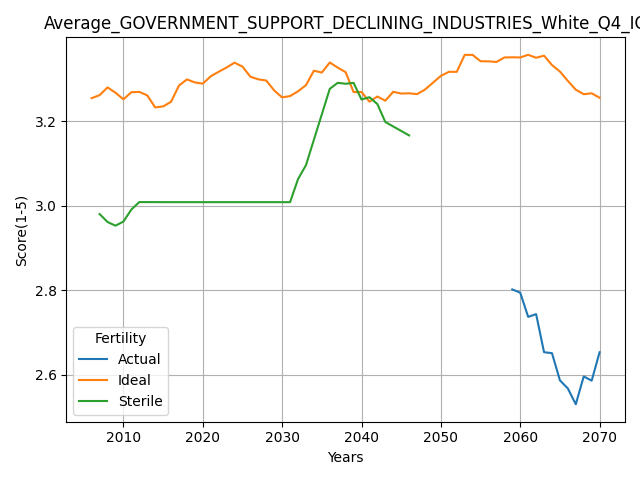 Average_GOVERNMENT_SUPPORT_DECLINING_INDUSTRIES_White_Q4_IQ
Score(1-5)
3.2
3.0
2.8
2.6
Fertility
Actual
Ideal
Sterile
2010 2020 2030 2040 2050 2060 2070
Years